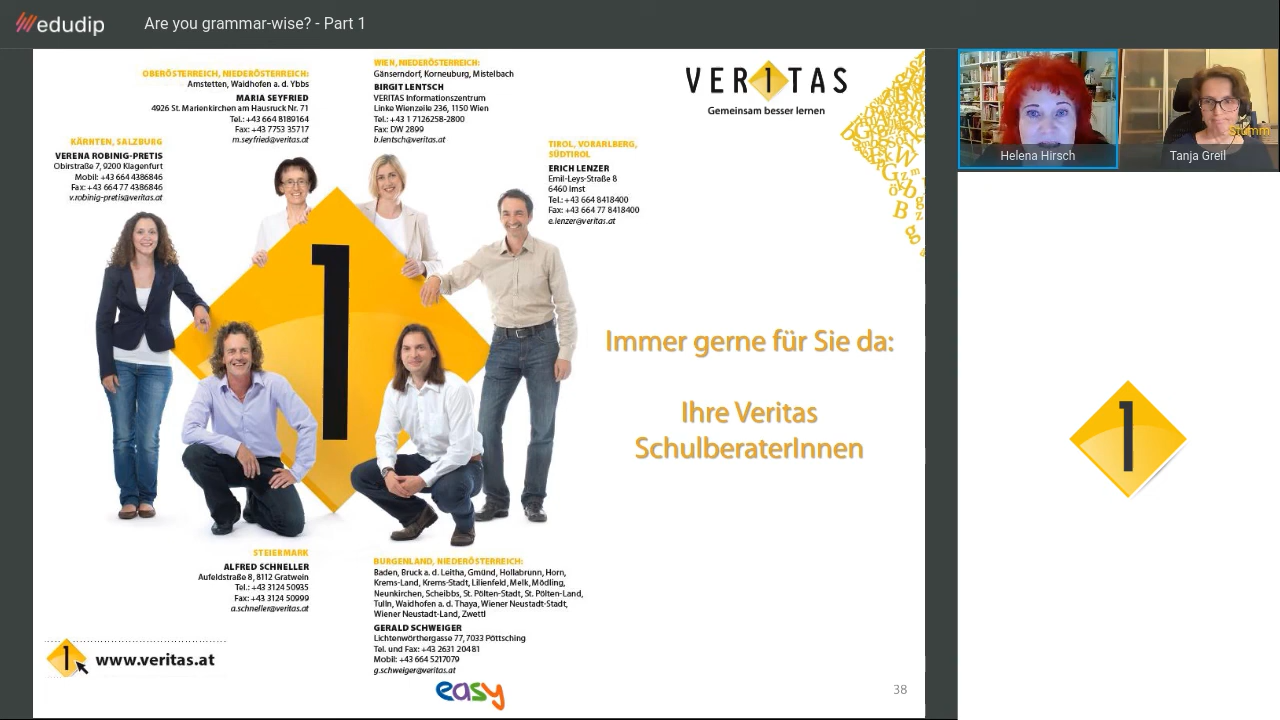 edudip
Are you grammar-wise? - Part 1
OBERÖSTERREICH, NIEDERÖSTERREICH:
Amstetten, Waidhofen a. d. Ybbs
MARIA SEYFRIED
4926 St. Marienkirchen am Hausruck Nr. 71
Tel.: +43 664 8189164
Fax: +43 7753 35717
m.seyfried@veritas.at
WIEN, NIEDERÖSTERREICH:
Gänserndorf, Korneuburg, Mistelbach
BIRGIT LENTSCH
VERITAS Informationszentrum
Linke Wienzeile 236, 1150 Wien
Tel.: +43 1 7126258-2800
Fax: DW 2899
b.lentsch@veritas.at
VERITAS
Gemeinsam besser lernen
KÄRNTEN, SALZBURG
VERENA ROBINIG-PRETIS
Obirstraße 7, 9200 Klagenfurt
Mobil: +43 664 4386846
Fax: +43 664 77 4386846
v.robinig-pretis@veritas.at
TIROL, VORARLBERG,
SÜDTIROL
ERICH LENZER
Emil-Leys-Straße 8
6460 Imst
Tel.: +43 664 8418400
Fax: +43 664 77 8418400
e.lenzer@veritas.at
1
Immer gerne für Sie da:
Ihre Veritas
SchulberaterInnen
STEIERMARK
ALFRED SCHNELLER
Aufeldstraße 8, 8112 Gratwein
Tel.: +43 3124 50935
Fax: +43 3124 50999
a.schneller@veritas.at
BURGENLAND, NIEDERÖSTERREICH:
Baden, Bruck a. d. Leitha, Gmünd, Hollabrunn, Horn,
Krems-Land, Krems-Stadt, Lilienfeld, Melk, Mödling,
Neunkirchen, Scheibbs, St. Pölten-Stadt, St. Pölten-Land,
Tulln, Waidhofen a. d. Thaya, Wiener Neustadt-Stadt,
Wiener Neustadt-Land, Zwettl
GERALD SCHWEIGER
Lichtenwörthergasse 77, 7033 Pöttsching
Tel. und Fax: +43 2631 20481
Mobil: +43 664 5217079
g.schweiger@veritas.at
1
www.veritas.at
easy
38
Helena Hirsch
Stumm
Tanja Greil
1